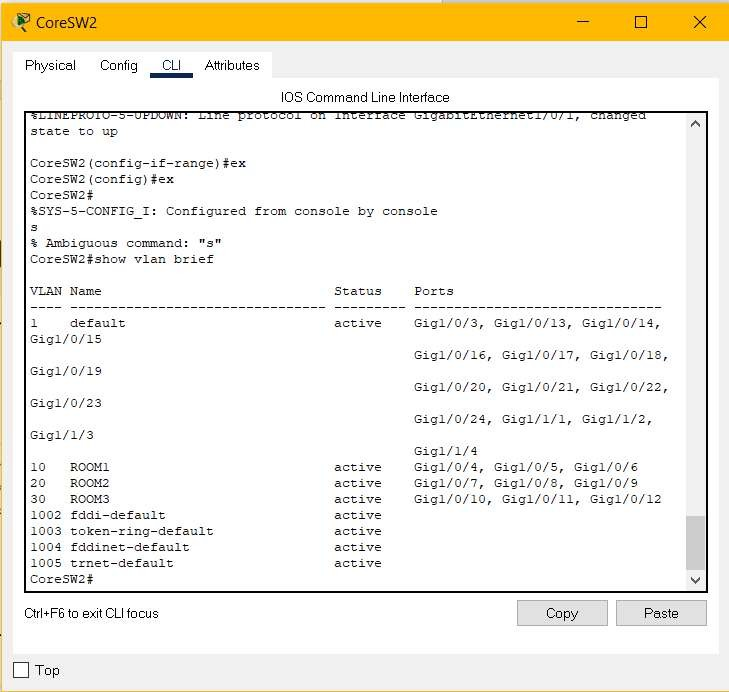 CoreSW2
Physical Config CLI Attributes
IOS Command Line Interface
%LINEPROTO-5-UPDOWN: Line protocol on Interface GigabitEthernet1/0/1, changed
state to up
CoreSW2(config-if-range)#ex
CoreSW2(config)#ex
CoreSW2#
%SYS-5-CONFIG_I: Configured from console by console
s
% Ambiguous command: "s"
CoreSW2#show vlan brief
VLAN Name Status Ports
---- -------------------------------- --------- -------------------------------
1 default active Gig1/0/3, Gig1/0/13, Gig1/0/14,
Gig1/0/15
Gig1/0/16, Gig1/0/17, Gig1/0/18,
Gig1/0/19
Gig1/0/20, Gig1/0/21, Gig1/0/22,
Gig1/0/23
Gig1/0/24, Gig1/1/1, Gig1/1/2,
Gig1/1/3
Gig1/1/4
10 ROOM1 active Gig1/0/4, Gig1/0/5, Gig1/0/6
20 ROOM2 active Gig1/0/7, Gig1/0/8, Gig1/0/9
30 ROOM3 active Gig1/0/10, Gig1/0/11, Gig1/0/12
1002 fddi-default active
1003 token-ring-default active
1004 fddinet-default active
1005 trnet-default active
CoreSW2#
Ctrl+F6 to exit CLI focus
Copy Paste
Top